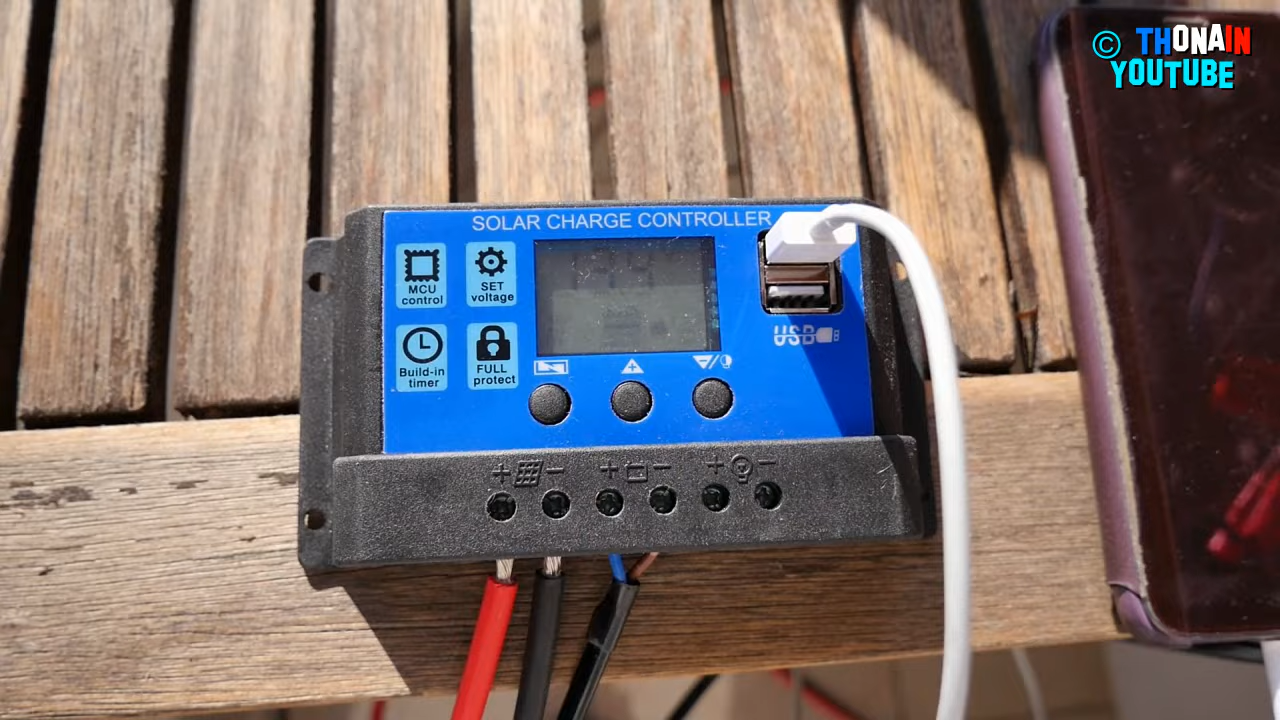 © THONAIN
YOUTUBE
SOLAR CHARGE CONTROLLER
MCU
control
SET
voltage
Build-in
timer
FULL
protect
USB
+ -
+ -
+ -